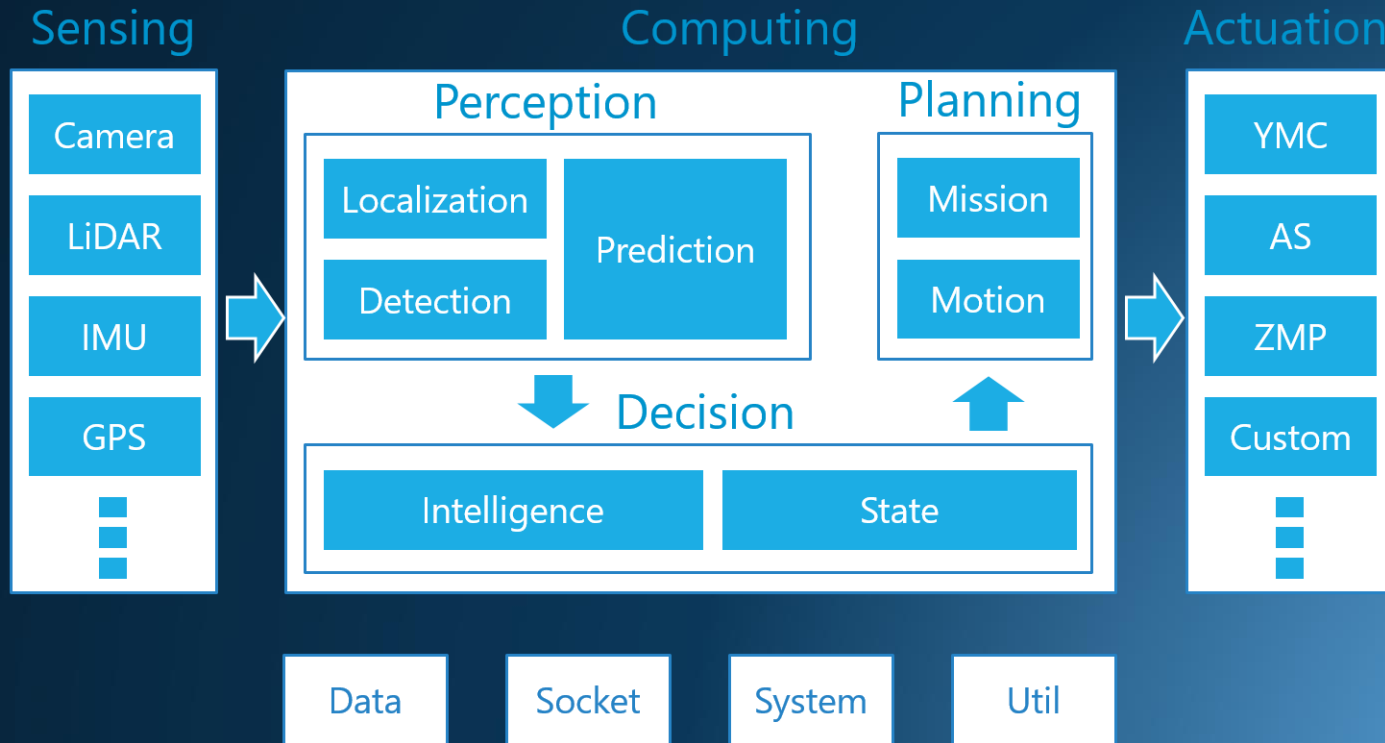 Sensing
Computing
Actuation
Camera
LiDAR
IMU
GPS
Perception
Localization
Detection
Prediction
Planning
Mission
Motion
Decision
Intelligence
State
YMC
AS
ZMP
Custom
Data
Socket
System
Util